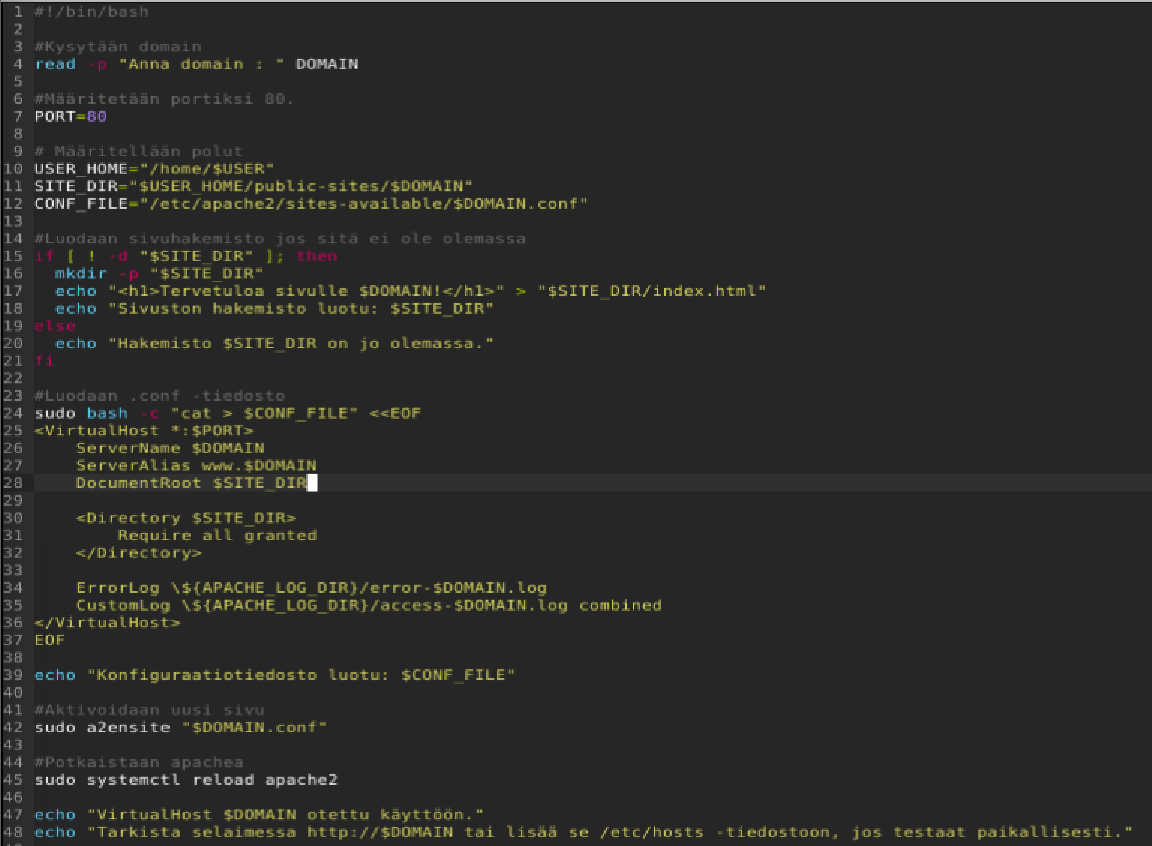 1 #!/bin/bash
2
3 #Kysytään domain
4 read -p "Anna domain : " DOMAIN
5
6 #Määritetään portiksi 80.
7 PORT=80
8
9 # Määritellään polut
10 USER_HOME="/home/$USER"
11 SITE_DIR="$USER_HOME/public-sites/$DOMAIN"
12 CONF_FILE="/etc/apache2/sites-available/$DOMAIN.conf"
13
14 #Luodaan sivuhakemisto jos sitä ei ole olemassa
15 if [ ! -d "$SITE_DIR" ]; then
16   mkdir -p "$SITE_DIR"
17   echo "<h1>Tervetuloa sivulle $DOMAIN!</h1>" > "$SITE_DIR/index.html"
18   echo "Sivuston hakemisto luotu: $SITE_DIR"
19 else
20   echo "Hakemisto $SITE_DIR on jo olemassa."
21 fi
22
23 #Luodaan .conf -tiedosto
24 sudo bash -c "cat > $CONF_FILE" <<EOF
25 <VirtualHost *:$PORT>
26     ServerName $DOMAIN
27     ServerAlias www.$DOMAIN
28     DocumentRoot $SITE_DIR
29
30     <Directory $SITE_DIR>
31         Require all granted
32     </Directory>
33
34     ErrorLog \${APACHE_LOG_DIR}/error-$DOMAIN.log
35     CustomLog \${APACHE_LOG_DIR}/access-$DOMAIN.log combined
36 </VirtualHost>
37 EOF
38
39 echo "Konfiguraatiotiedosto luotu: $CONF_FILE"
40
41 #Aktivoidaan uusi sivu
42 sudo a2ensite "$DOMAIN.conf"
43
44 #Potkaistaan apachea
45 sudo systemctl reload apache2
46
47 echo "VirtualHost $DOMAIN otettu käyttöön."
48 echo "Tarkista selaimessa http://$DOMAIN tai lisää se /etc/hosts -tiedostoon, jos testaat paikallisesti."